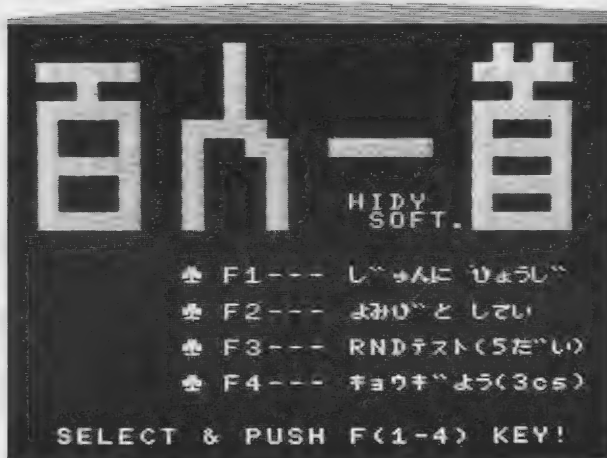 百人一首
HIDY
SOFT.
♣ F1--- じゅんに ひょうじ
♣ F2--- よみびと してい
♣ F3--- RNDテスト(5だい)
♣ F4--- キョウギよう(3cs)
SELECT & PUSH F(1-4) KEY!